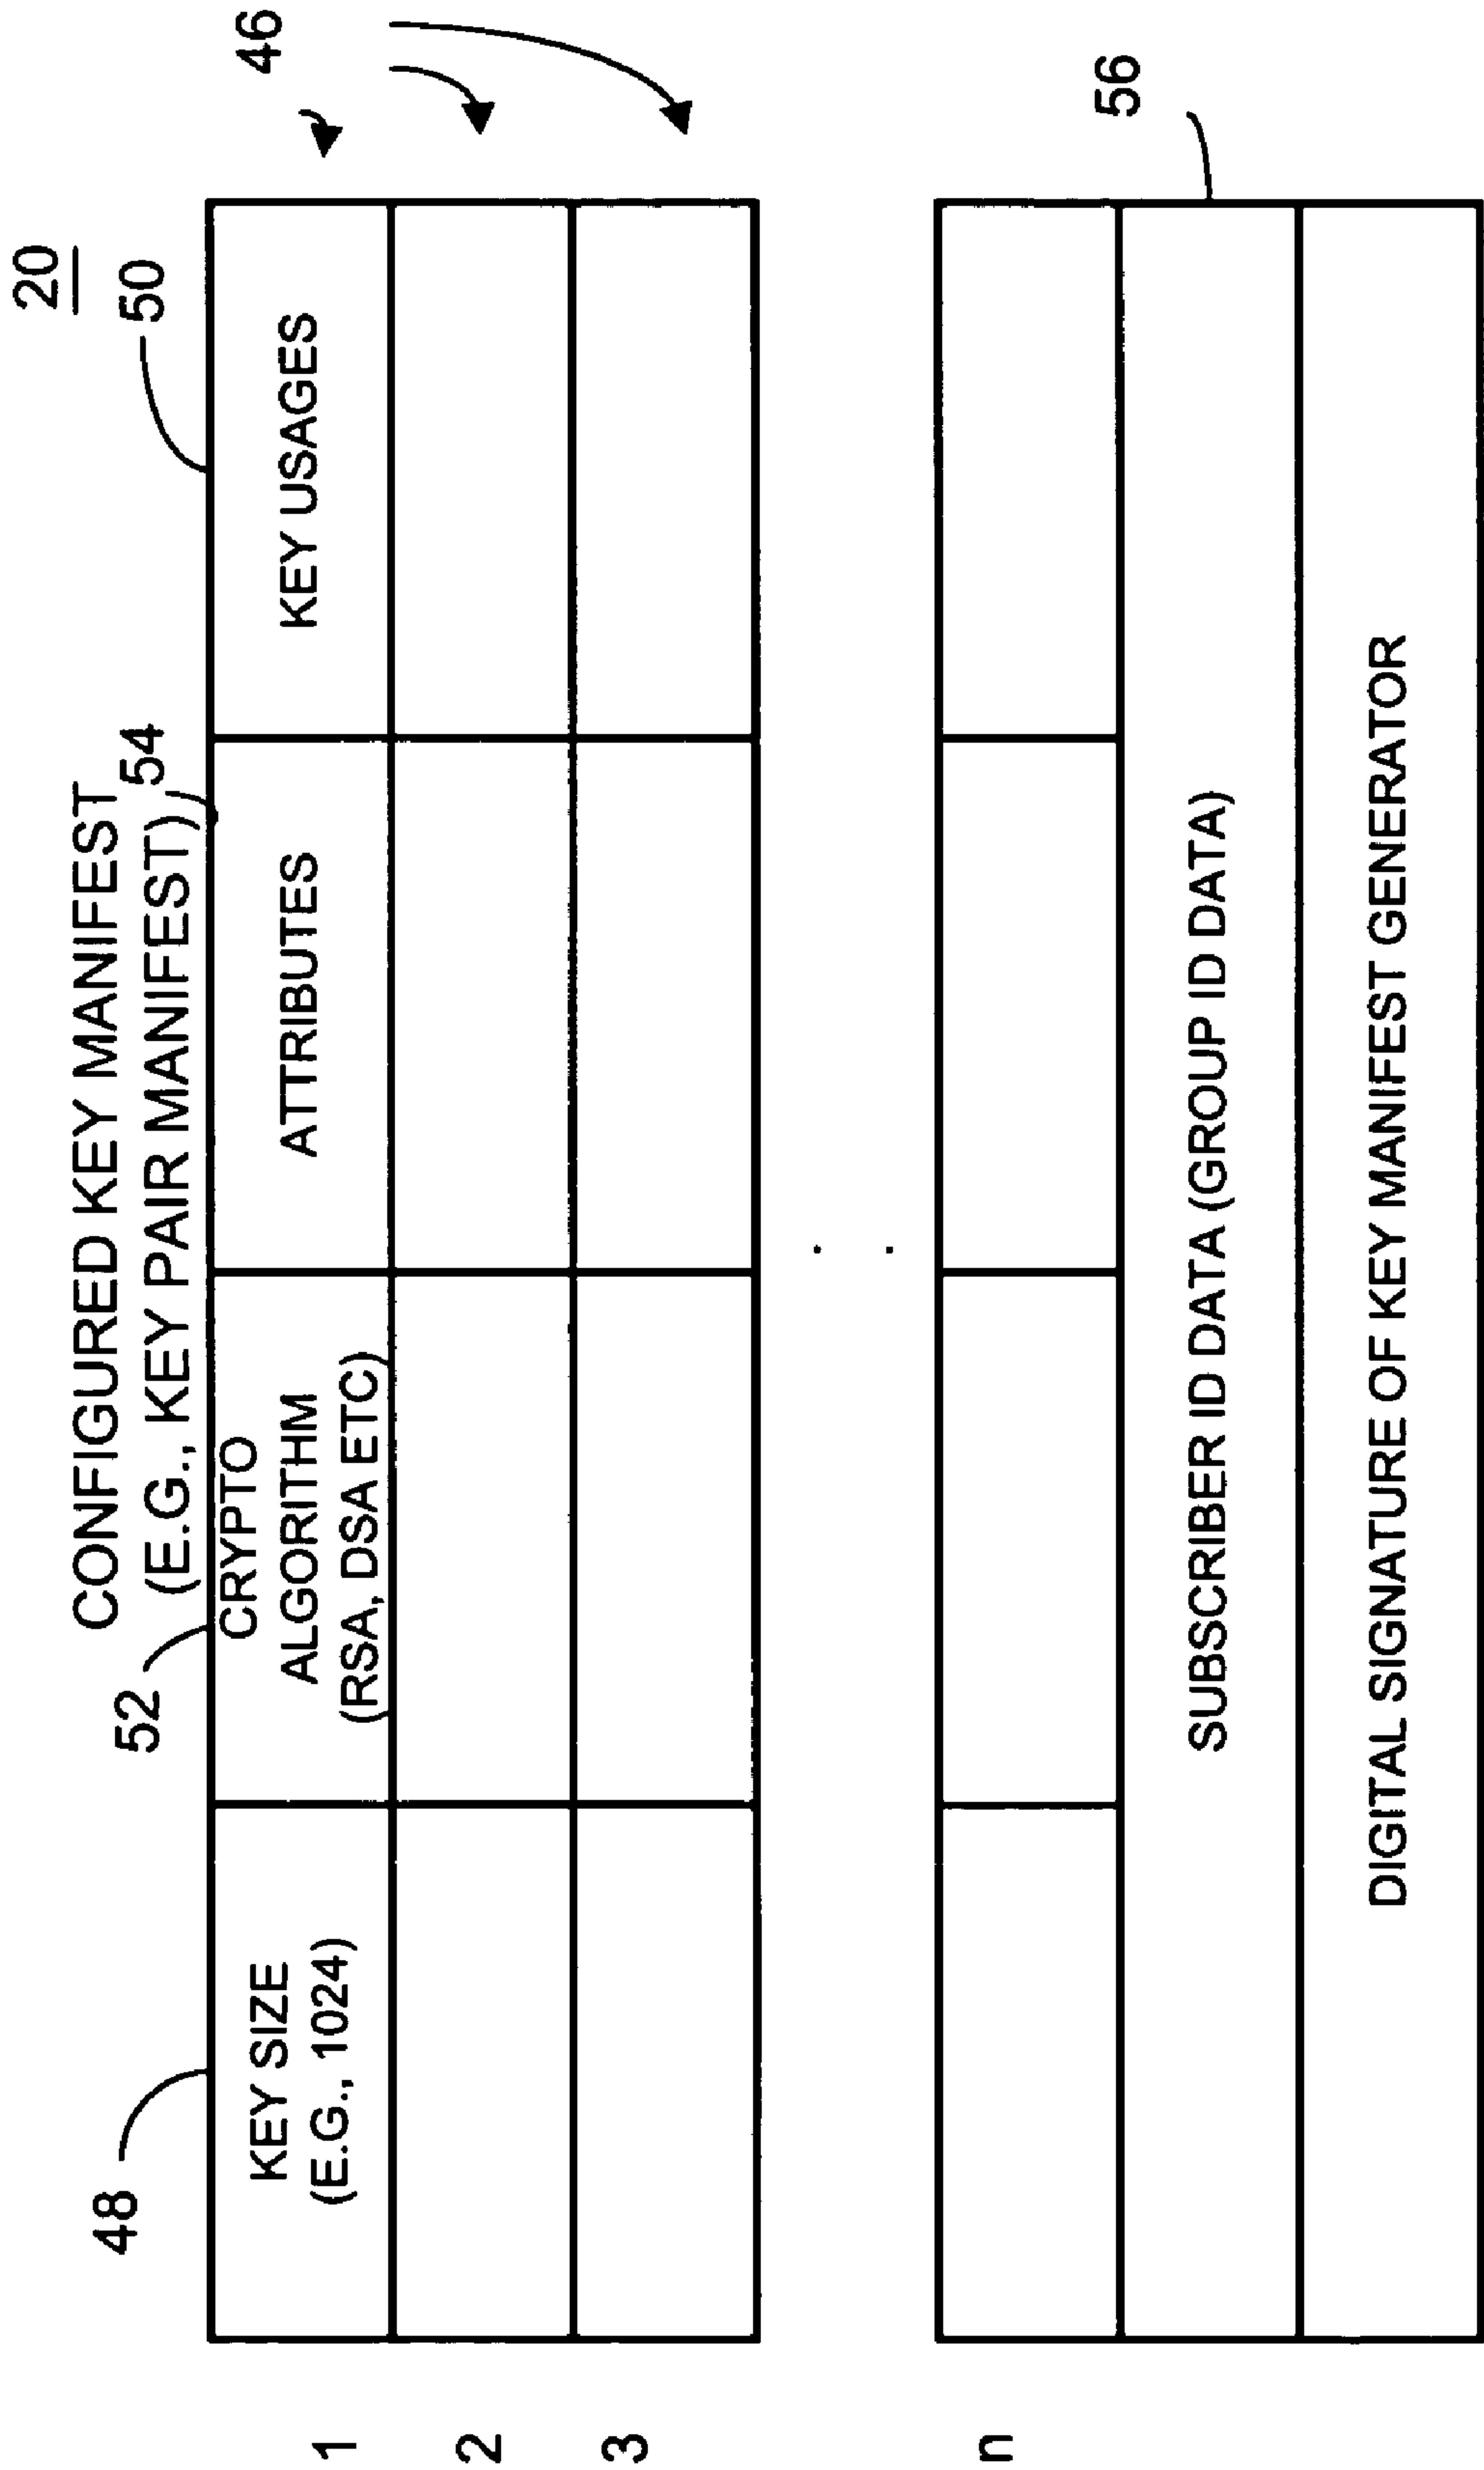 20
CONFIGURED KEY MANIFEST
(E.G., KEY PAIR MANIFEST)
48
52
54
50
46
1
KEY SIZE
(E.G., 1024)
CRYPTO
ALGORITHM
(RSA, DSA ETC)
ATTRIBUTES
KEY USAGES
2
3
n
56
SUBSCRIBER ID DATA (GROUP ID DATA)
DIGITAL SIGNATURE OF KEY MANIFEST GENERATOR